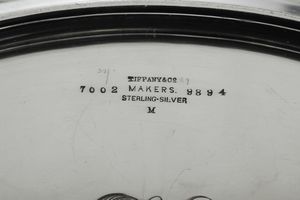 TIFFANY & CO
7002 MAKERS. 9894
STERLING-SILVER
M